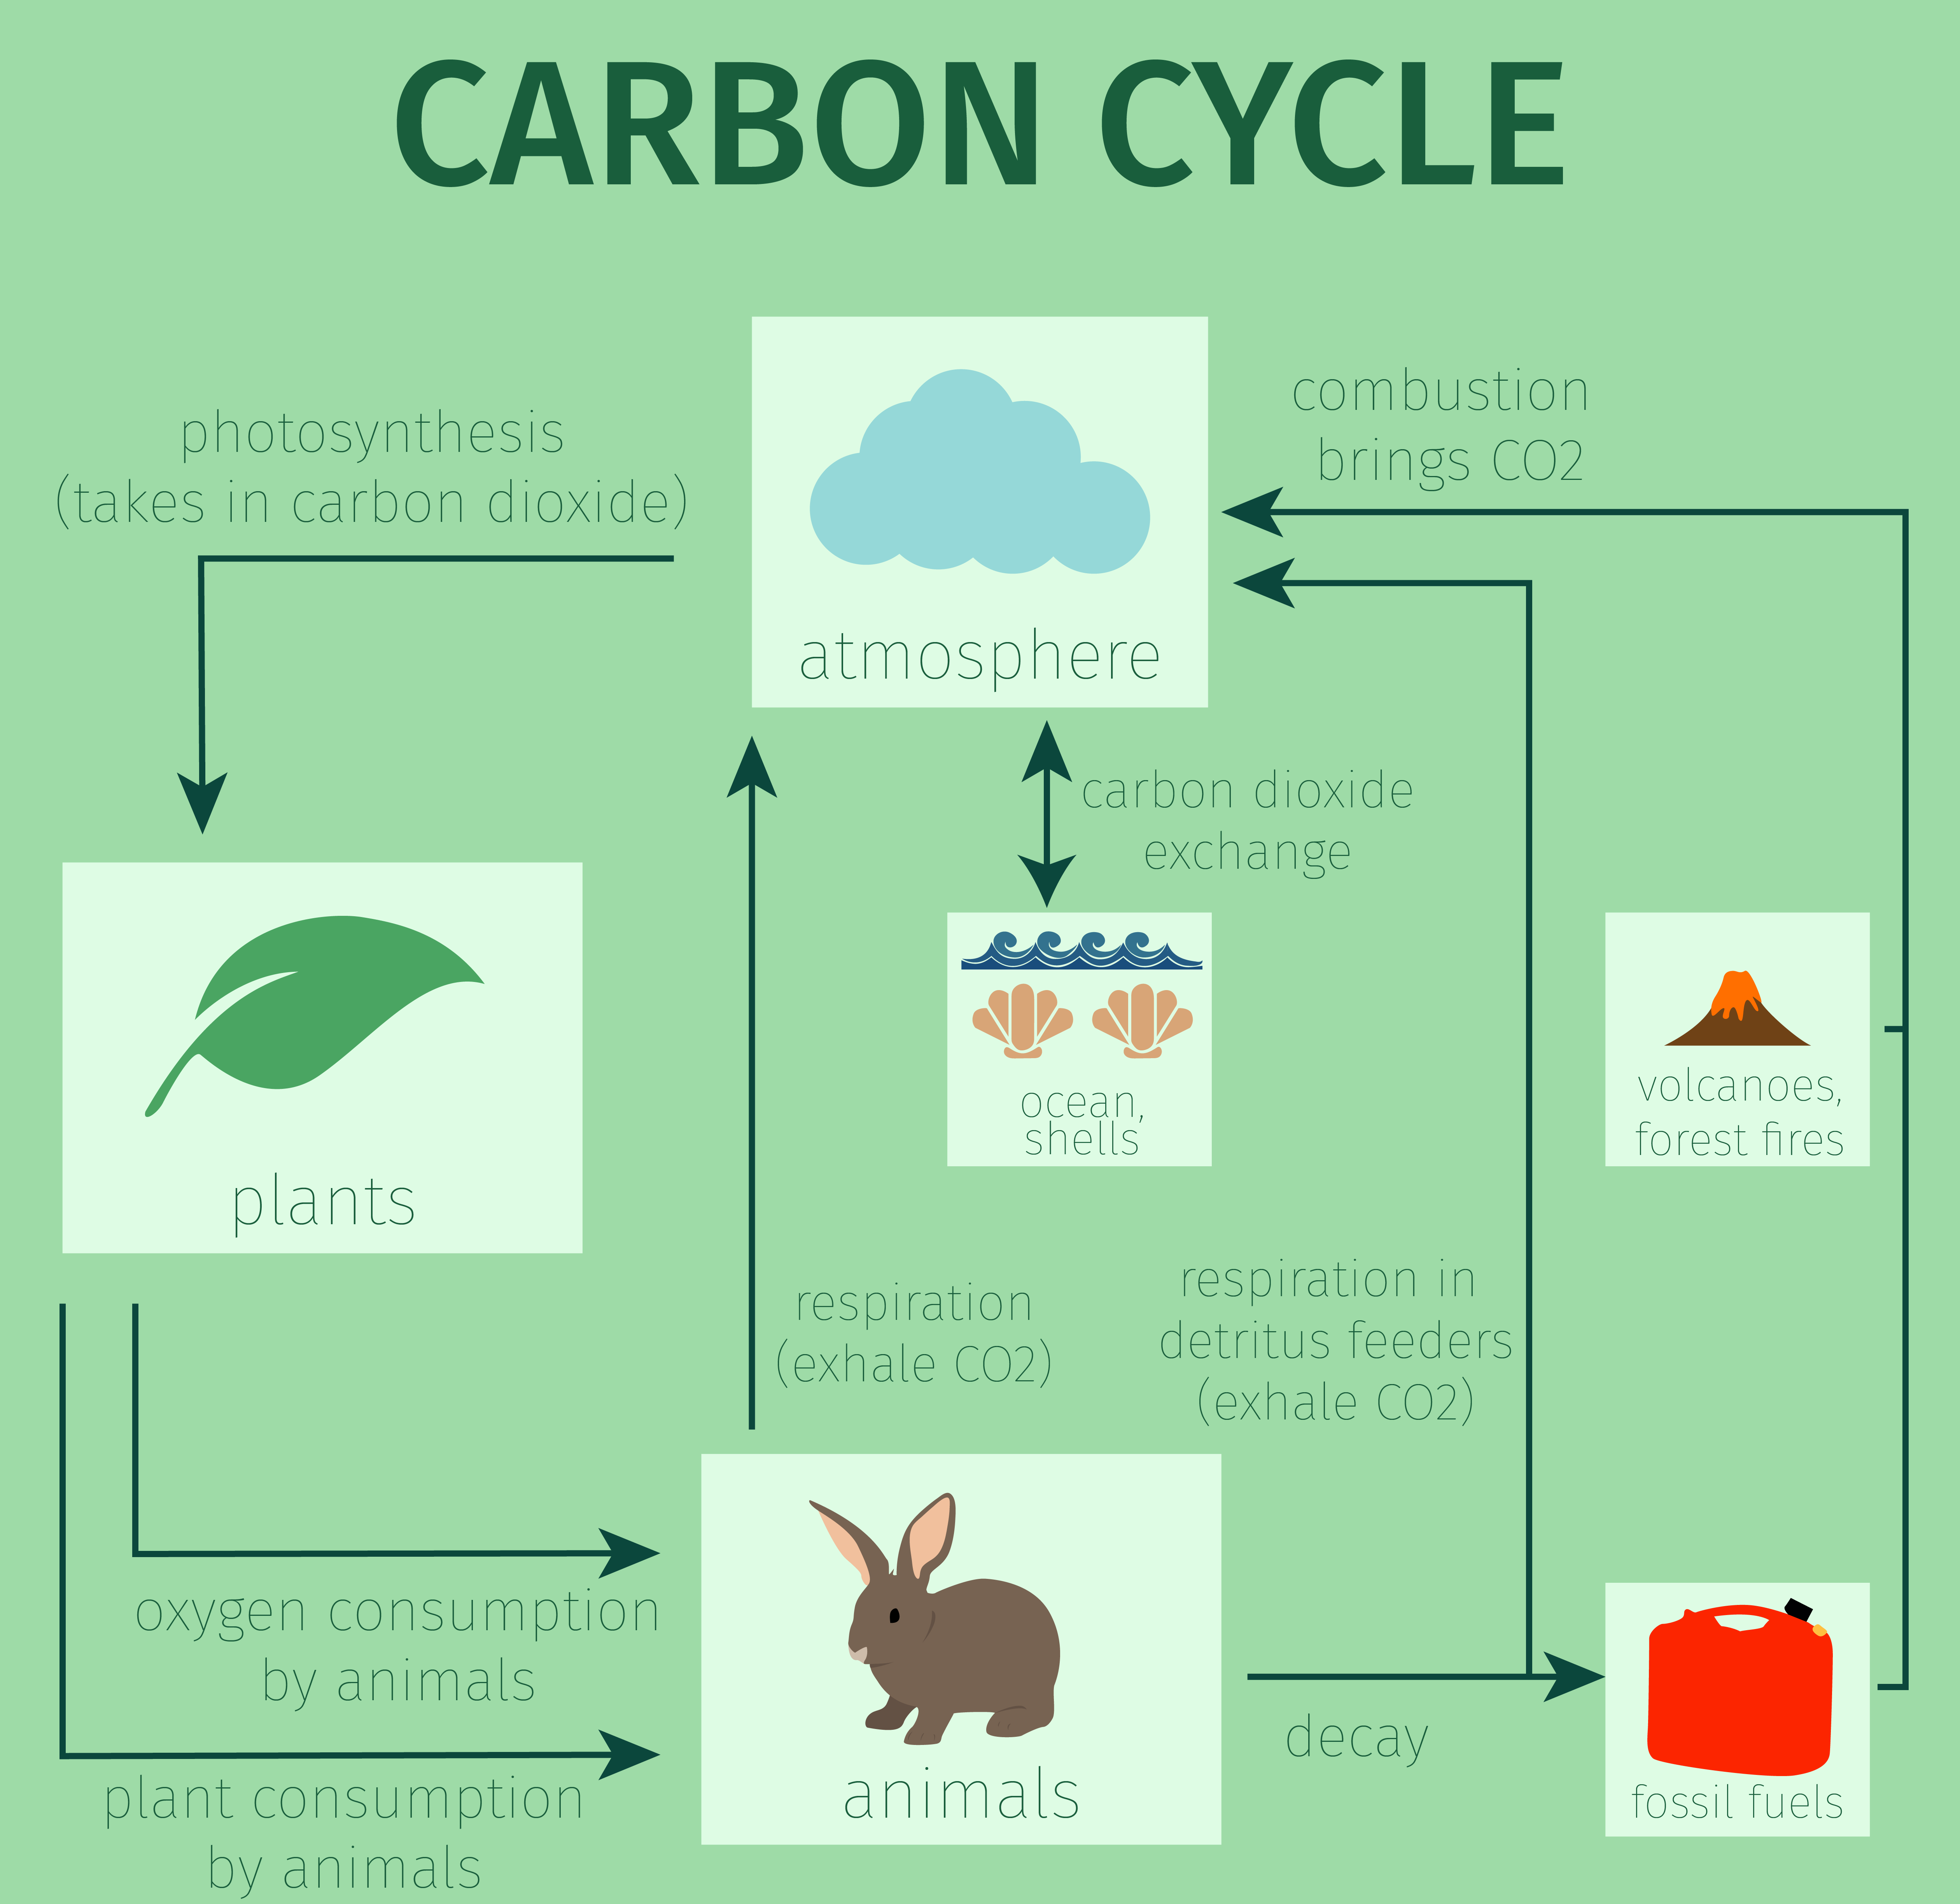 CARBON CYCLE
photosynthesis
(takes in carbon dioxide)
atmosphere
combustion
brings CO2
carbon dioxide
exchange
plants
ocean,
shells
volcanoes,
forest fires
respiration
(exhale CO2)
respiration in
detritus feeders
(exhale CO2)
oxygen consumption
by animals
plant consumption
by animals
animals
decay
fossil fuels